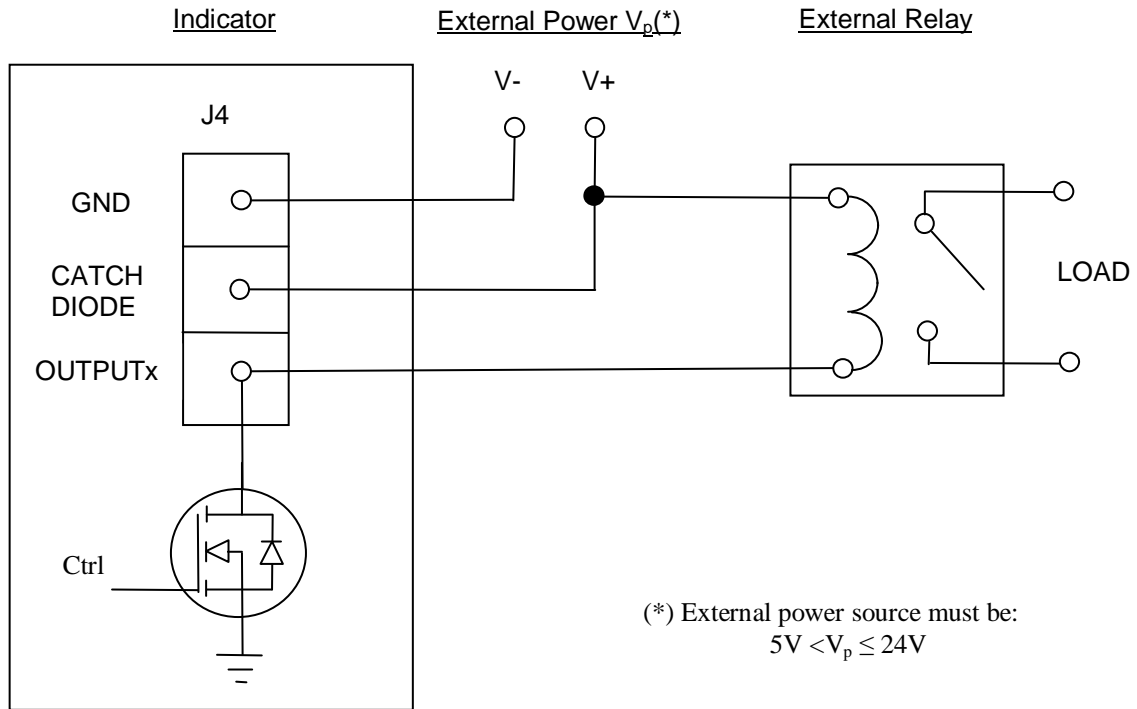 Indicator
External Power Vp(*)
External Relay
V-
V+
J4
GND
CATCH
DIODE
OUTPUTx
LOAD
Ctrl
(*) External power source must be:
5V <Vp ≤ 24V